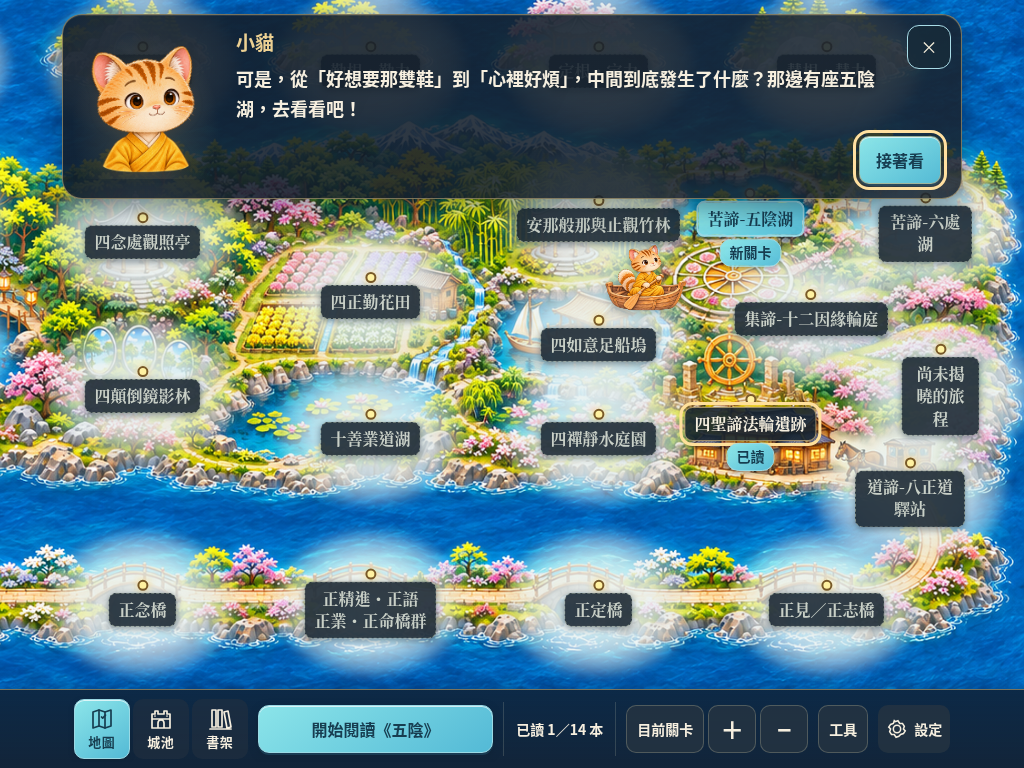 小貓
可是，從「好想要那雙鞋」到「心裡好煩」，中間到底發生了什麼？那邊有座五陰
湖，去看看吧！
接著看
安那般那與止觀竹林
苦諦-五陰湖
新關卡
苦諦-六處
湖
四念處觀照亭
四正勤花田
集諦-十二因緣輪庭
四如意足船塢
四顛倒鏡影林
尚未揭
曉的旅
程
十善業道湖
四禪靜水庭園
四聖諦法輪遺跡
已讀
道諦-八正道
驛站
正念橋
正精進・正語
正業・正命橋群
正定橋
正見／正志橋
地圖
城池
書架
開始閱讀《五陰》
已讀 1／14 本
目前關卡
+
−
工具
設定